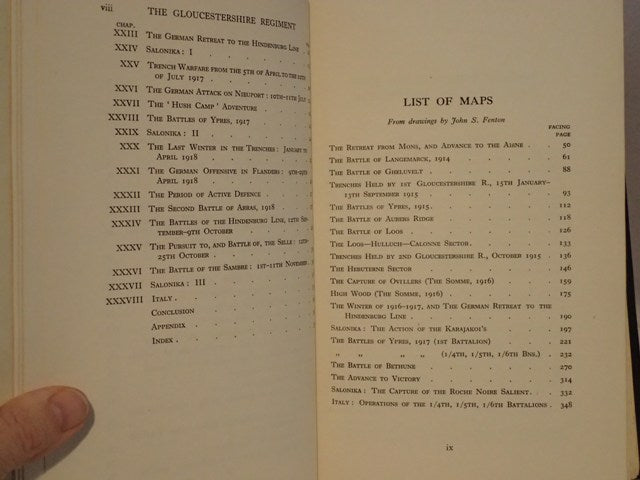 viii THE GLOUCESTERSHIRE REGIMENT
CHAP.
XXIII THE GERMAN RETREAT TO THE HINDENBURG LINE
XXIV SALONIKA: I
XXV TRENCH WARFARE FROM THE 5TH OF APRIL TO THE 10TH
OF JULY 1917
XXVI THE GERMAN ATTACK ON NIEUPORT: 10TH-11TH JULY
XXVII THE 'HUSH CAMP' ADVENTURE
XXVIII THE BATTLES OF YPRES, 1917
XXIX SALONIKA: II
XXX THE LAST WINTER IN THE TRENCHES: JANUARY TO
APRIL 1918
XXXI THE GERMAN OFFENSIVE IN FLANDERS: 9TH-29TH
APRIL 1918
XXXII THE PERIOD OF ACTIVE DEFENCE
XXXIII THE SECOND BATTLE OF ARRAS, 1918
XXXIV THE BATTLES OF THE HINDENBURG LINE, 12TH SEP-
TEMBER-9TH OCTOBER
XXXV THE PURSUIT TO, AND BATTLE OF, THE SELLE:
25TH OCTOBER
XXXVI THE BATTLE OF THE SAMBRE: 1ST-11TH NOVEMBER
XXXVII SALONIKA: III
XXXVIII ITALY
CONCLUSION
APPENDIX
INDEX
LIST OF MAPS
From drawings by John S. Fenton
FACING
PAGE
THE RETREAT FROM MONS, AND ADVANCE TO THE AISNE 50
THE BATTLE OF LANGEMARCK, 1914 61
THE BATTLE OF GHELUVELT 88
TRENCHES HELD BY 1ST GLOUCESTERSHIRE R., 15TH JANUARY-
15TH SEPTEMBER 1915 93
THE BATTLES OF YPRES, 1915 112
THE BATTLE OF AUBERS RIDGE 118
THE BATTLE OF LOOS 126
THE LOOS-HULLUCH-CALONNE SECTOR 133
TRENCHES HELD BY 2ND GLOUCESTERSHIRE R., OCTOBER 1915 136
THE HEBUTERNE SECTOR 146
THE CAPTURE OF OVILLERS (THE SOMME, 1916) 159
HIGH WOOD (THE SOMME, 1916) 175
THE WINTER OF 1916-1917, AND THE GERMAN RETREAT TO THE
HINDENBURG LINE 190
SALONIKA: THE ACTION OF THE KARAJAKOI'S 197
THE BATTLES OF YPRES, 1917 (1ST BATTALION) 221
" " " " (1/4TH, 1/5TH, 1/6TH BNS.) 232
THE BATTLE OF BETHUNE 270
THE ADVANCE TO VICTORY 314
SALONIKA: THE CAPTURE OF THE ROCHE NOIRE SALIENT 332
ITALY: OPERATIONS OF THE 1/4TH, 1/5TH, 1/6TH BATTALIONS 348
ix